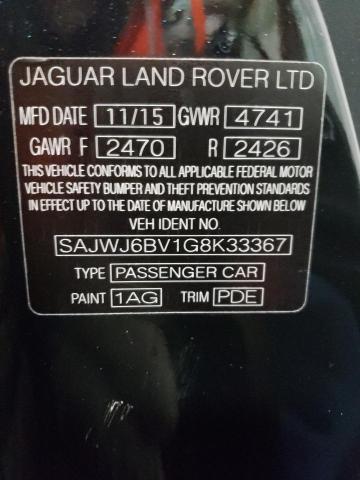 JAGUAR LAND ROVER LTD
MFD DATE 11/15 GVWR 4741
GAWR F 2470 R 2426
THIS VEHICLE CONFORMS TO ALL APPLICABLE FEDERAL MOTOR
VEHICLE SAFETY BUMPER AND THEFT PREVENTION STANDARDS
IN EFFECT UP TO THE DATE OF MANUFACTURE SHOWN BELOW
VEH IDENT NO.
SAJWJ6BV1G8K33367
TYPE PASSENGER CAR
PAINT 1AG TRIM PDE